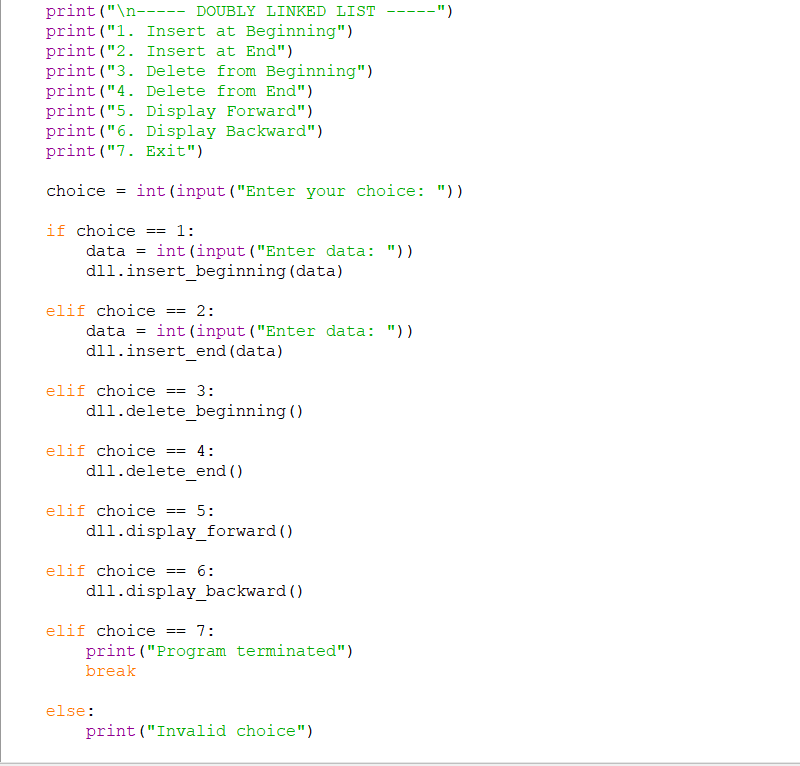 print("\n----- DOUBLY LINKED LIST -----")
print("1. Insert at Beginning")
print("2. Insert at End")
print("3. Delete from Beginning")
print("4. Delete from End")
print("5. Display Forward")
print("6. Display Backward")
print("7. Exit")

choice = int(input("Enter your choice: "))

if choice == 1:
    data = int(input("Enter data: "))
    dll.insert_beginning(data)

elif choice == 2:
    data = int(input("Enter data: "))
    dll.insert_end(data)

elif choice == 3:
    dll.delete_beginning()

elif choice == 4:
    dll.delete_end()

elif choice == 5:
    dll.display_forward()

elif choice == 6:
    dll.display_backward()

elif choice == 7:
    print("Program terminated")
    break

else:
    print("Invalid choice")